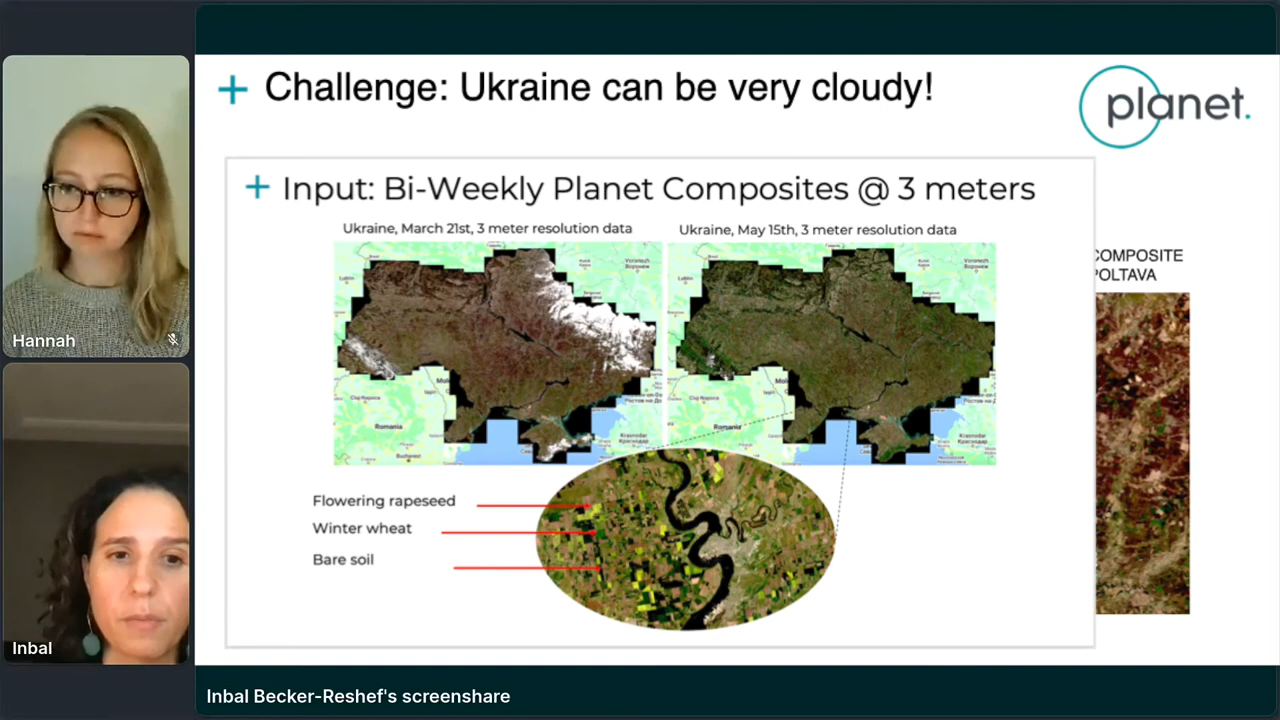 Challenge: Ukraine can be very cloudy!
planet.
Input: Bi-Weekly Planet Composites @ 3 meters
Ukraine, March 21st, 3 meter resolution data
Ukraine, May 15th, 3 meter resolution data
COMPOSITE
POLTAVA
Romania
Romania
Flowering rapeseed
Winter wheat
Bare soil
Hannah
Inbal
Inbal Becker-Reshef's screenshare